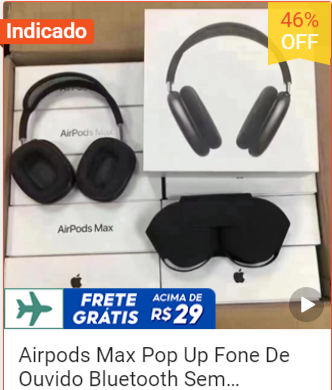 Indicado
46%
OFF
AirPods Max
AirPods Max
FRETE
GRÁTIS
ACIMA DE
R$ 29
Airpods Max Pop Up Fone De
Ouvido Bluetooth Sem...